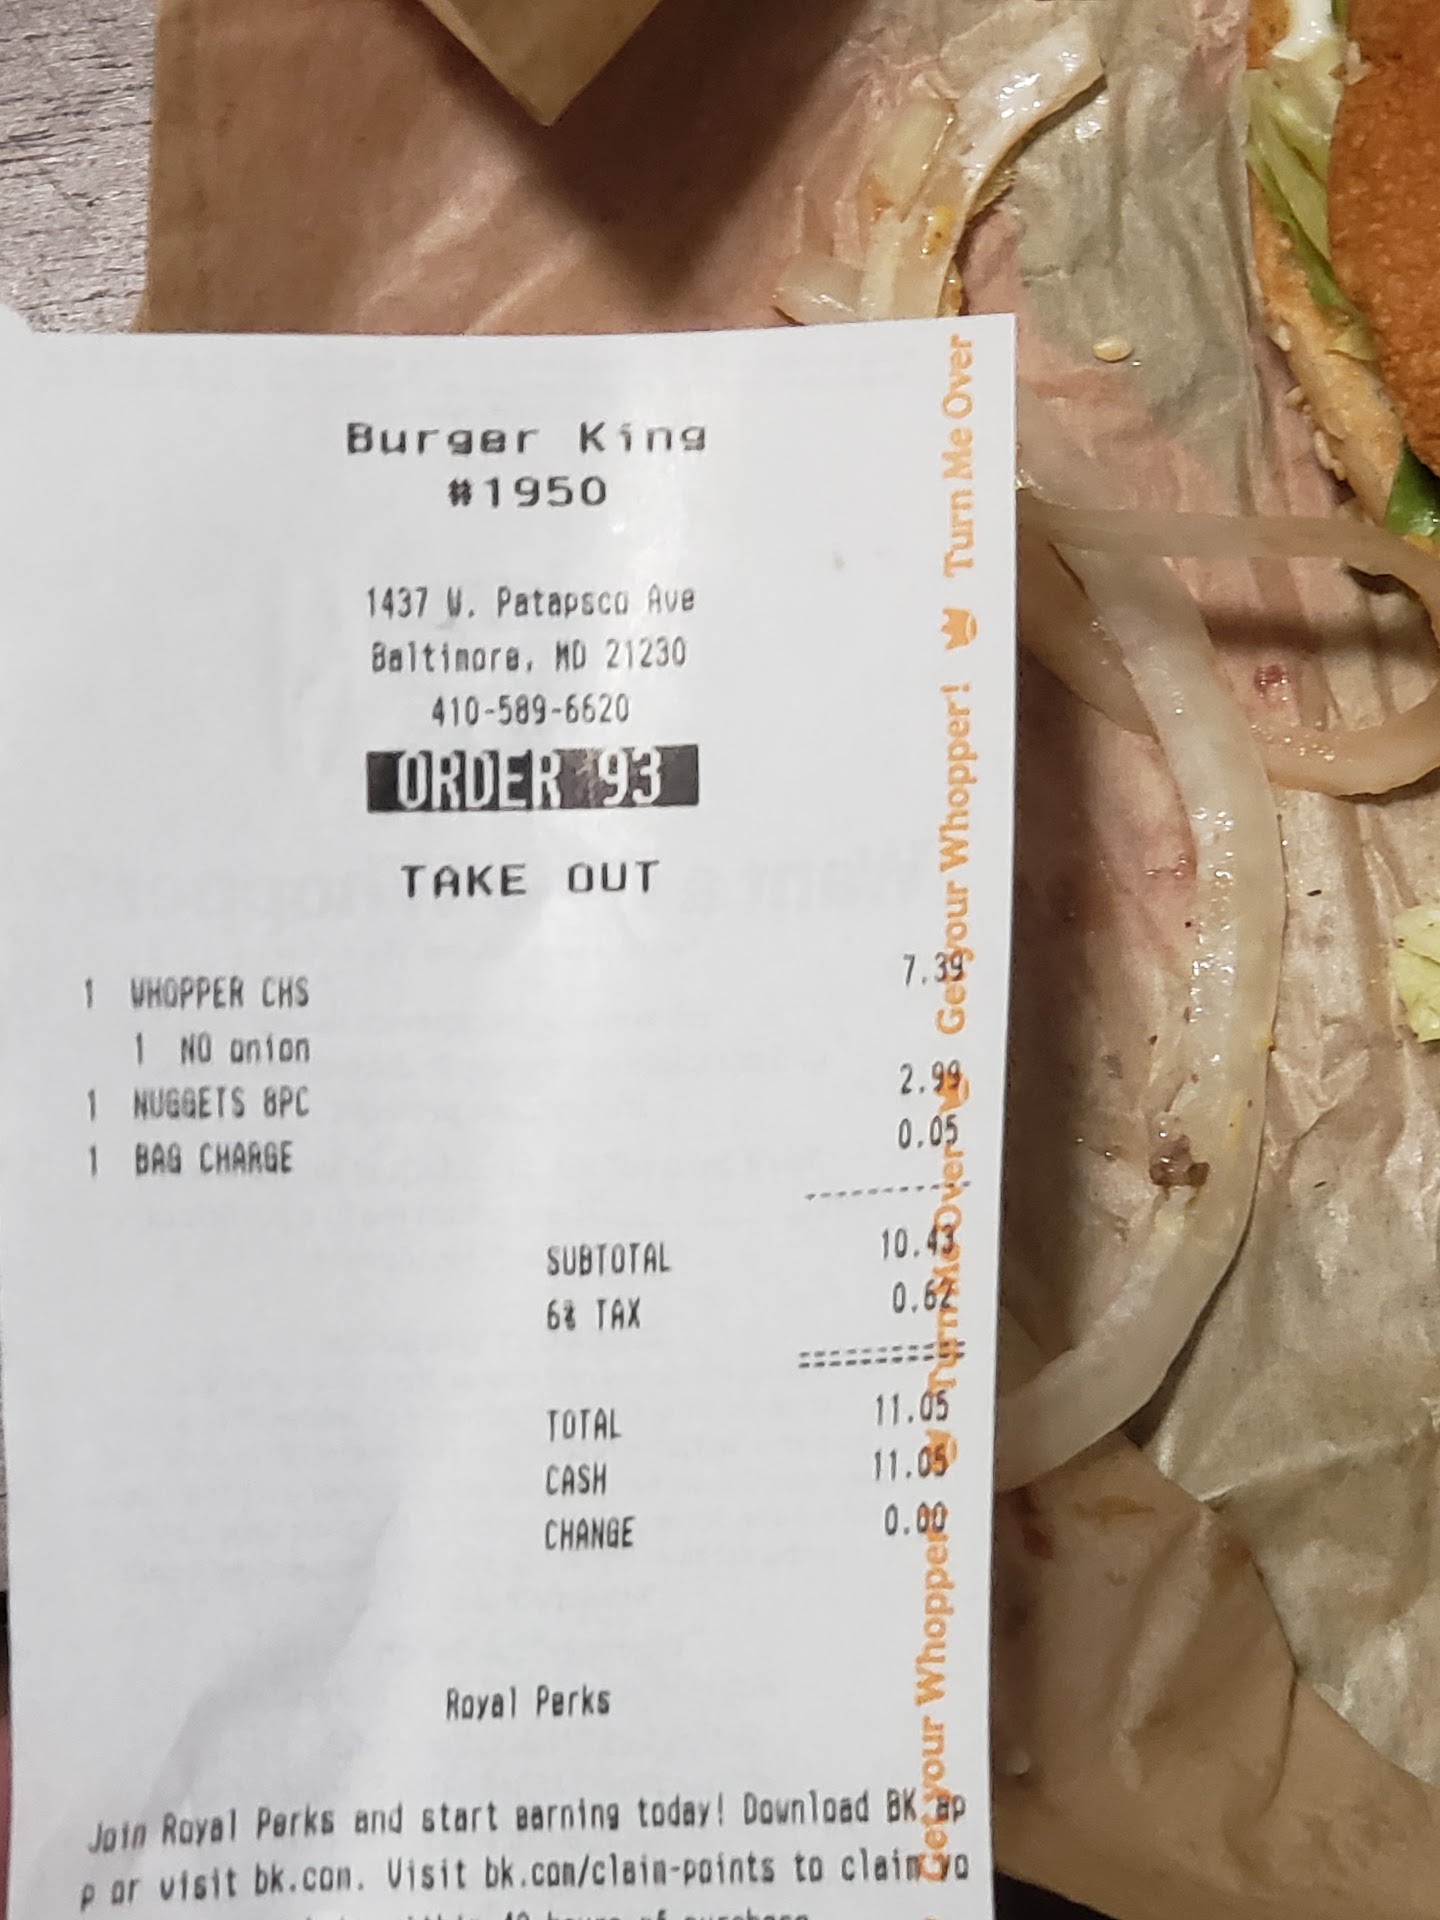 Burger King
#1950
1437 W. Patapsco Ave
Baltimore, MD 21230
410-589-6620
ORDER 93
TAKE OUT
1 WHOPPER CHS 7.39
1 NO onion
1 NUGGETS 8PC 2.99
1 BAG CHARGE 0.05
SUBTOTAL 10.43
6% TAX 0.62
TOTAL 11.05
CASH 11.05
CHANGE 0.00
Royal Perks
Join Royal Perks and start earning today! Download BK ap
p or visit bk.com. Visit bk.com/claim-points to claim yo
hours of purchase
Get your Whopper! Turn Me Over
Get your Whopper! Turn Me Over